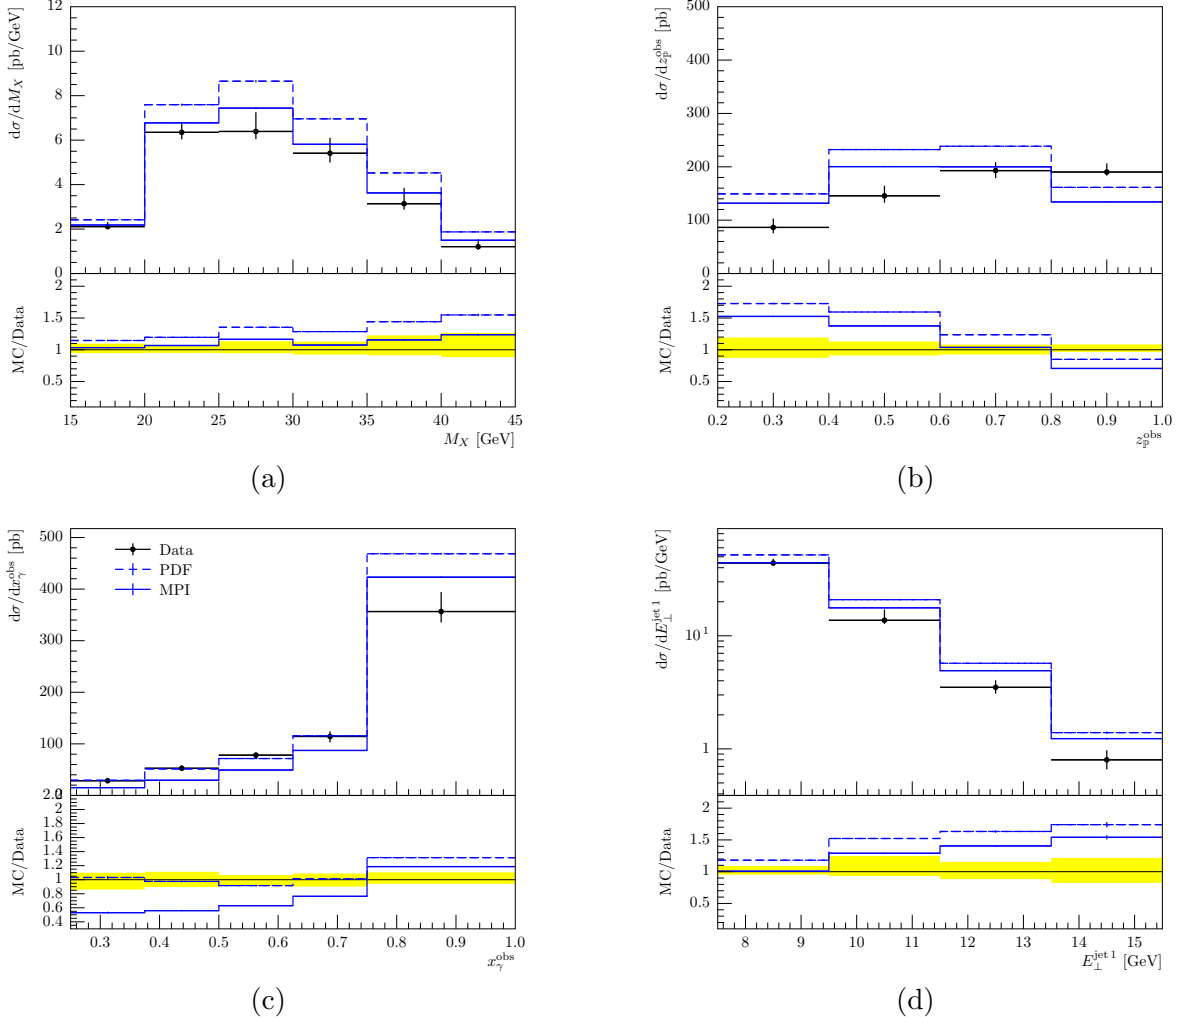 dσ/dM_X [pb/GeV]
12
10
8
6
4
2
0
MC/Data
2
1.5
1
0.5
15 20 25 30 35 40 45
M_X [GeV]
(a)
dσ/dz_ℙ^obs [pb]
500
400
300
200
100
0
MC/Data
2
1.5
1
0.5
0.2 0.3 0.4 0.5 0.6 0.7 0.8 0.9 1.0
z_ℙ^obs
(b)
dσ/dx_γ^obs [pb]
500
400
300
200
100
0
Data
PDF
MPI
MC/Data
2.2
2
1.8
1.6
1.4
1.2
1.0
0.8
0.6
0.4
0.3 0.4 0.5 0.6 0.7 0.8 0.9 1.0
x_γ^obs
(c)
dσ/dE_⊥^jet 1 [pb/GeV]
10^1
1
MC/Data
2
1.5
1
0.5
8 9 10 11 12 13 14 15
E_⊥^jet 1 [GeV]
(d)